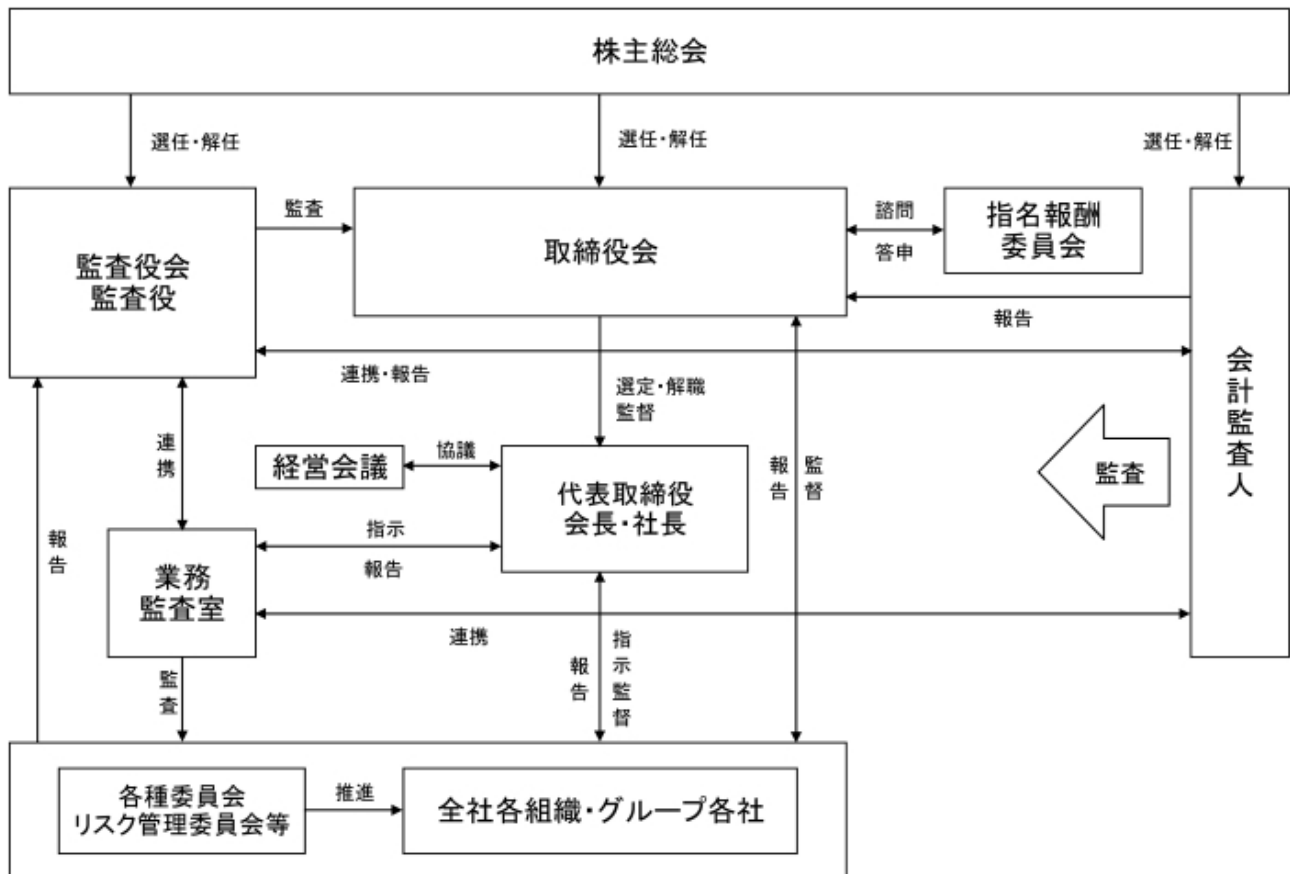 株主総会
選任・解任
選任・解任
選任・解任
監査役会
監査役
監査
取締役会
諮問
答申
指名報酬
委員会
報告
連携・報告
選定・解職
監督
会計監査人
連携
経営会議
協議
代表取締役
会長・社長
報告
監督
監査
報告
業務
監査室
指示
報告
連携
監査
報告
指示監督
各種委員会
リスク管理委員会等
推進
全社各組織・グループ各社